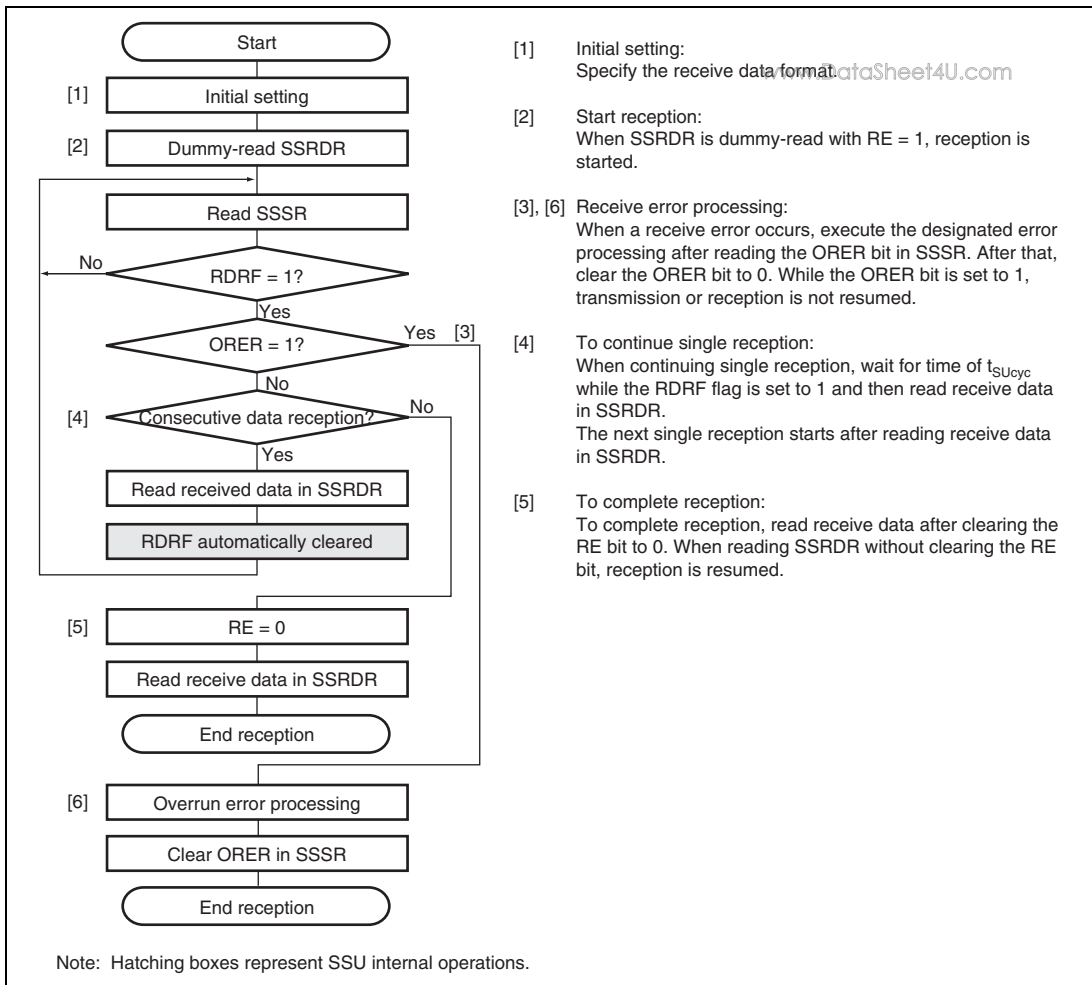 Start
[1] Initial setting
[2] Dummy-read SSRDR
Read SSSR
No
RDRF = 1?
Yes
ORER = 1?
Yes [3]
No
[4] Consecutive data reception?
No
Yes
Read received data in SSRDR
RDRF automatically cleared
[5] RE = 0
Read receive data in SSRDR
End reception
[6] Overrun error processing
Clear ORER in SSSR
End reception
[1] Initial setting:
Specify the receive data format.
www.DataSheet4U.com
[2] Start reception:
When SSRDR is dummy-read with RE = 1, reception is
started.
[3], [6] Receive error processing:
When a receive error occurs, execute the designated error
processing after reading the ORER bit in SSSR. After that,
clear the ORER bit to 0. While the ORER bit is set to 1,
transmission or reception is not resumed.
[4] To continue single reception:
When continuing single reception, wait for time of tSUcyc
while the RDRF flag is set to 1 and then read receive data
in SSRDR.
The next single reception starts after reading receive data
in SSRDR.
[5] To complete reception:
To complete reception, read receive data after clearing the
RE bit to 0. When reading SSRDR without clearing the RE
bit, reception is resumed.
Note: Hatching boxes represent SSU internal operations.